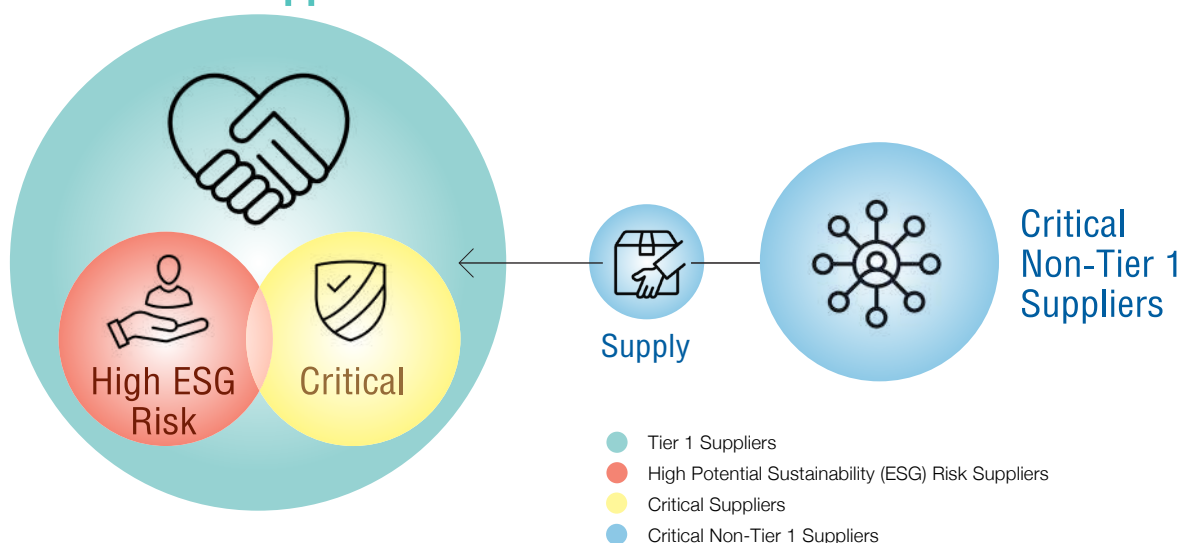 High ESG
Risk
Critical
Supply
Critical
Non-Tier 1
Suppliers
Tier 1 Suppliers
High Potential Sustainability (ESG) Risk Suppliers
Critical Suppliers
Critical Non-Tier 1 Suppliers